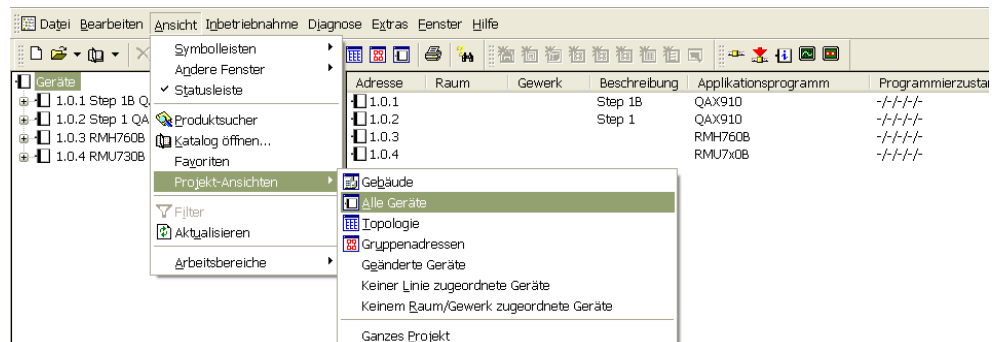 Datei Bearbeiten Ansicht Inbetriebnahme Diagnose Extras Fenster Hilfe
Symbolleisten
Andere Fenster
Statusleiste
Produktsucher
Katalog öffnen...
Favoriten
Projekt-Ansichten
Filter
Aktualisieren
Arbeitsbereiche
Geräte
1.0.1 Step 1B Q
1.0.2 Step 1 QA
1.0.3 RMH760B
1.0.4 RMU730B
Adresse Raum Gewerk Beschreibung Applikationsprogramm Programmierzustan
1.0.1 Step 1B QAX910 -/-/-/-/-
1.0.2 Step 1 QAX910 -/-/-/-/-
1.0.3 RMH760B -/-/-/-/-
1.0.4 RMU7x0B -/-/-/-/-
Gebäude
Alle Geräte
Topologie
Gruppenadressen
Geänderte Geräte
Keiner Linie zugeordnete Geräte
Keinem Raum/Gewerk zugeordnete Geräte
Ganzes Projekt